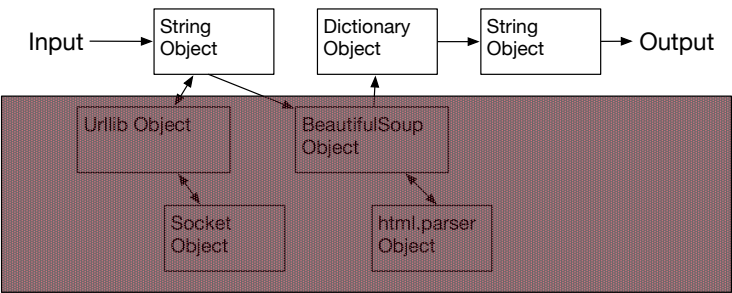 Input
String
Object
Dictionary
Object
String
Object
Output
Urllib Object
BeautifulSoup
Object
Socket
Object
html.parser
Object